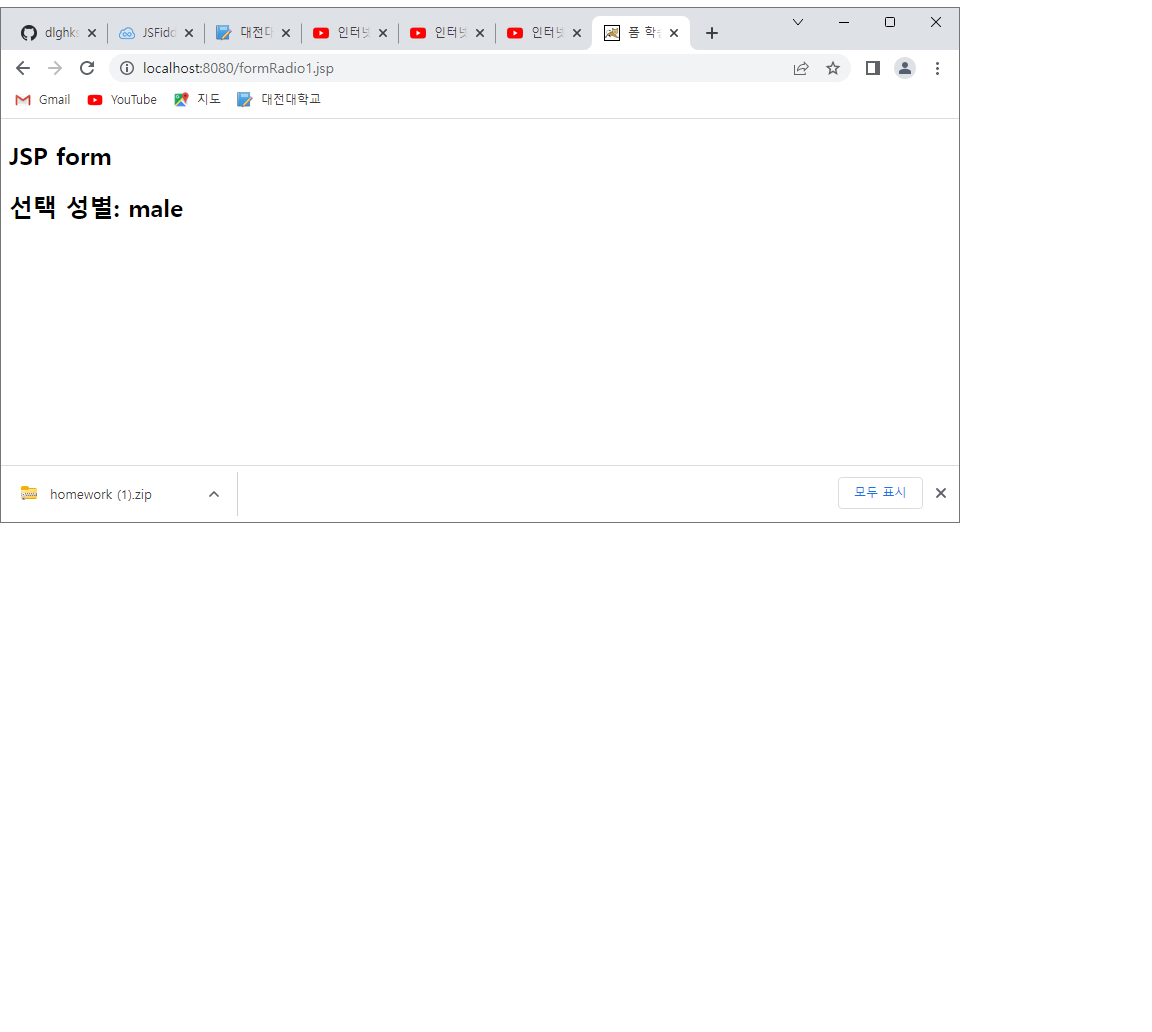 dlghks JSFidd 대전대 인터넷 인터넷 인터넷 폼 학습
localhost:8080/formRadio1.jsp
Gmail YouTube 지도 대전대학교
JSP form
선택 성별: male
homework (1).zip 모두 표시